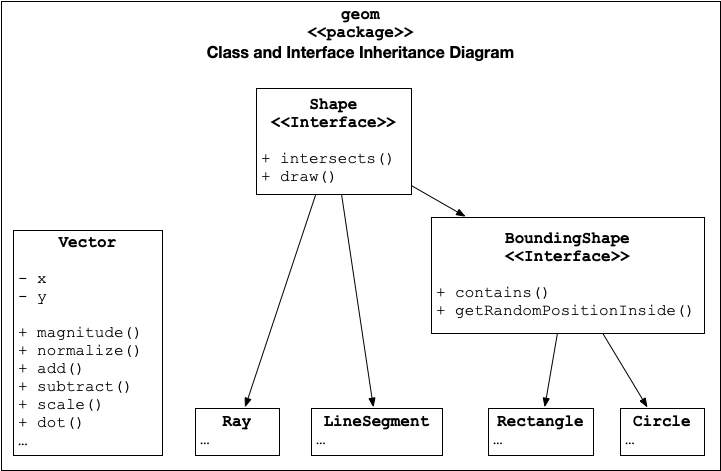 geom
<<package>>
Class and Interface Inheritance Diagram
Shape
<<Interface>>
+ intersects()
+ draw()
Vector
- x
- y
+ magnitude()
+ normalize()
+ add()
+ subtract()
+ scale()
+ dot()
…
BoundingShape
<<Interface>>
+ contains()
+ getRandomPositionInside()
Ray
…
LineSegment
…
Rectangle
…
Circle
…